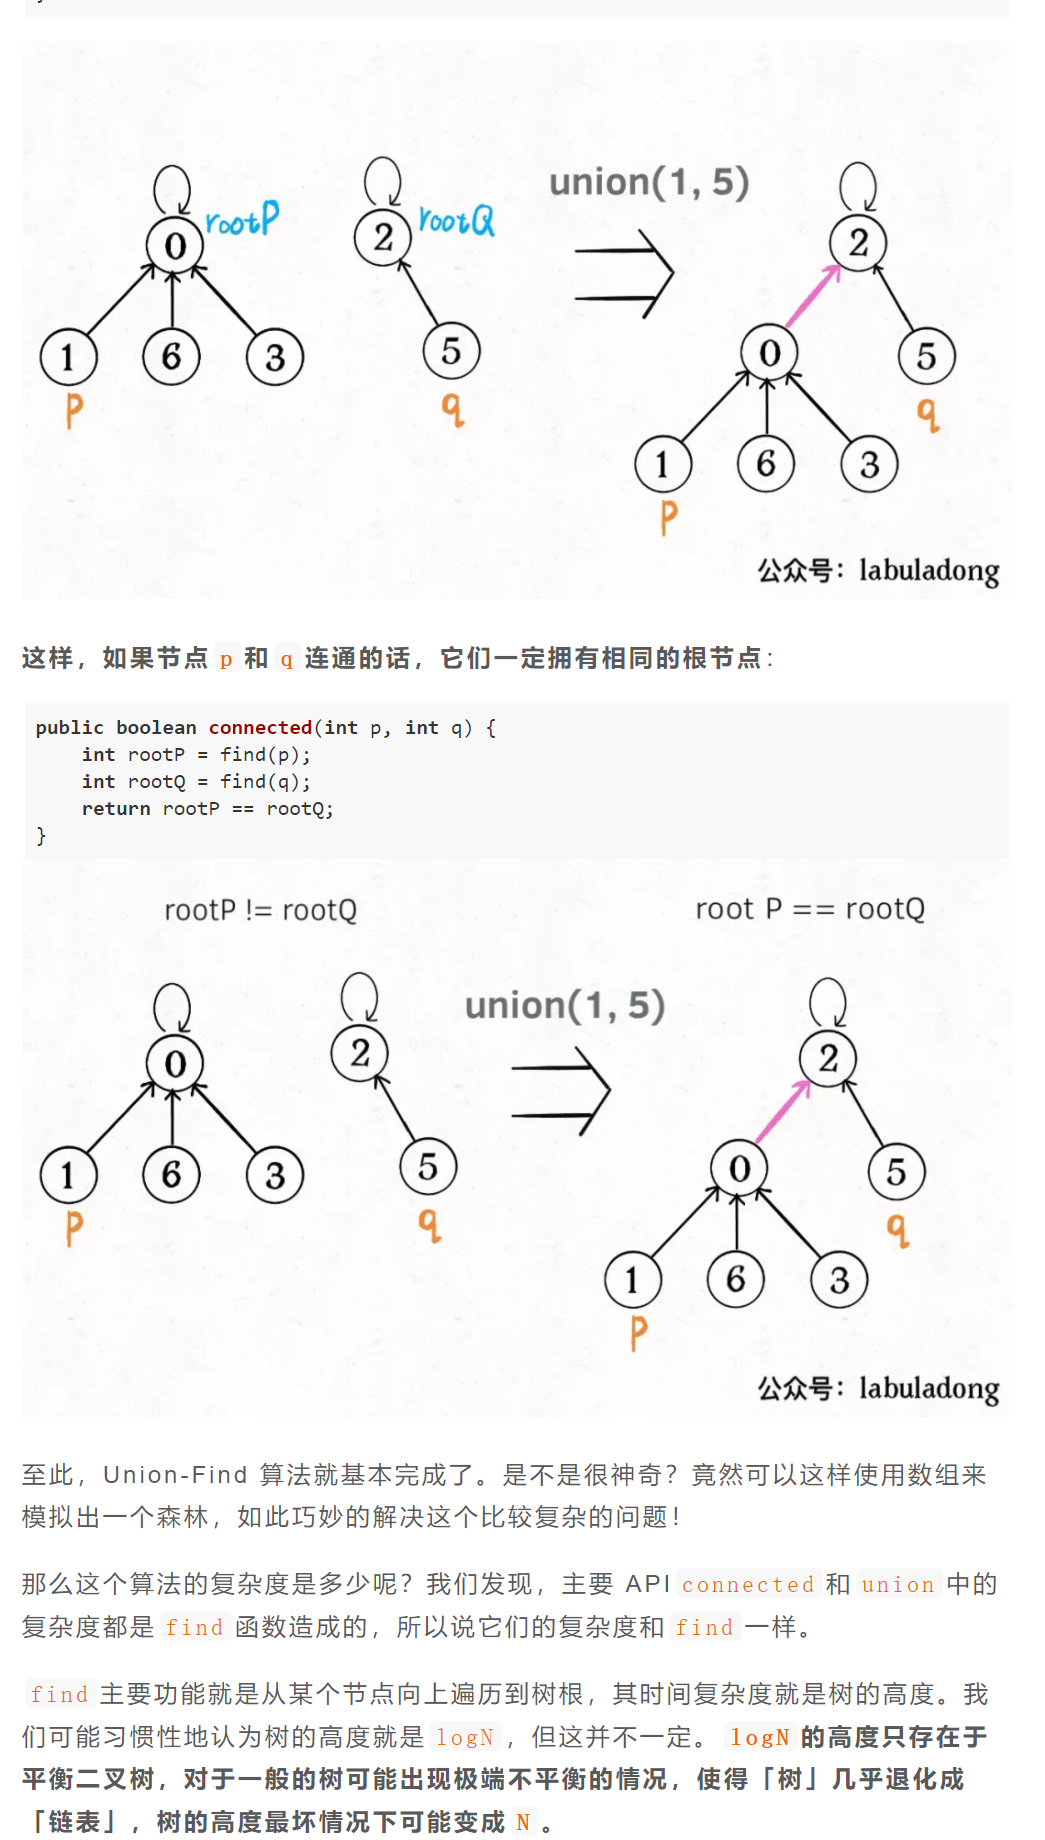 rootP
rootQ
union(1, 5)
0
2
2
1
6
3
5
0
5
p
q
q
1
6
3
p
公众号：labuladong
这样，如果节点 p 和 q 连通的话，它们一定拥有相同的根节点：
public boolean connected(int p, int q) {
    int rootP = find(p);
    int rootQ = find(q);
    return rootP == rootQ;
}
rootP != rootQ
root P == rootQ
union(1, 5)
0
2
2
1
6
3
5
0
5
p
q
q
1
6
3
p
公众号：labuladong
至此，Union-Find 算法就基本完成了。是不是很神奇？竟然可以这样使用数组来
模拟出一个森林，如此巧妙的解决这个比较复杂的问题！
那么这个算法的复杂度是多少呢？我们发现，主要 API connected 和 union 中的
复杂度都是 find 函数造成的，所以说它们的复杂度和 find 一样。
find 主要功能就是从某个节点向上遍历到树根，其时间复杂度就是树的高度。我
们可能习惯性地认为树的高度就是 logN，但这并不一定。 logN 的高度只存在于
平衡二叉树，对于一般的树可能出现极端不平衡的情况，使得「树」几乎退化成
「链表」，树的高度最坏情况下可能变成 N。